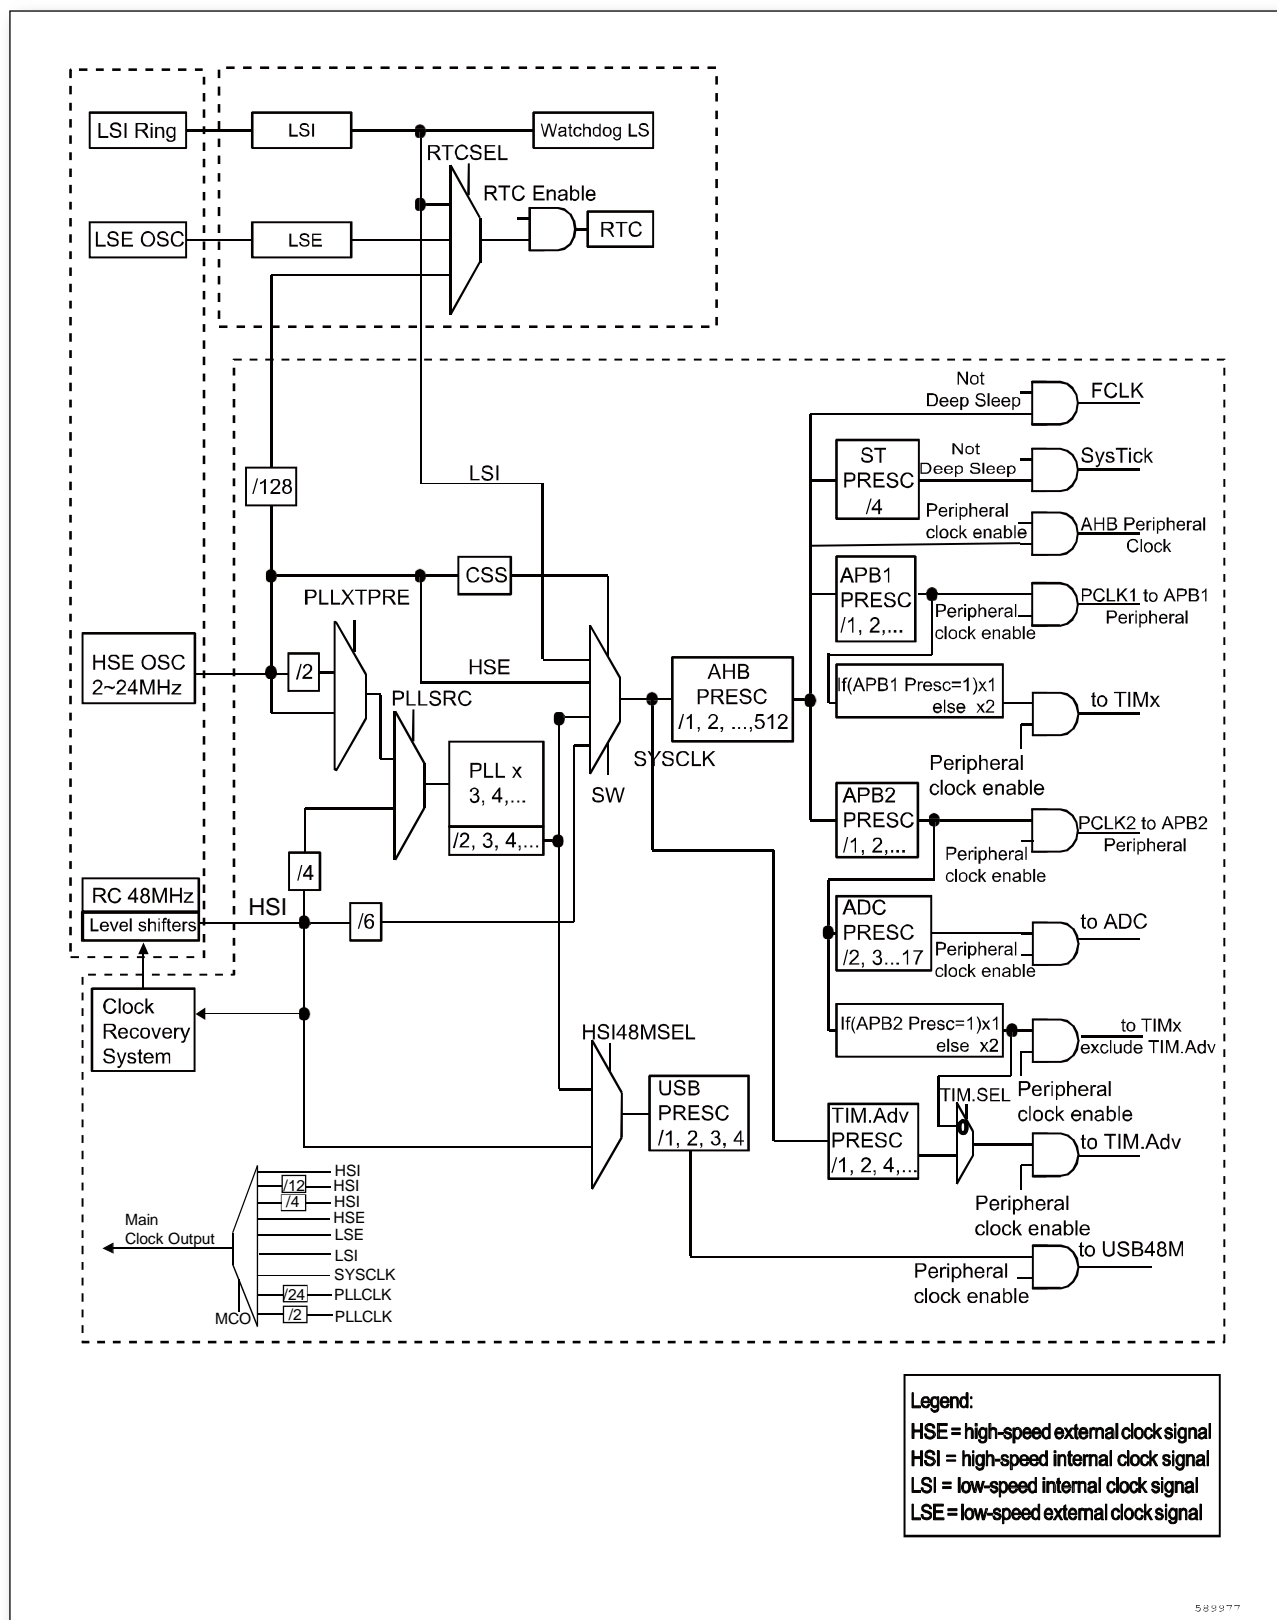 LSI Ring
LSI
Watchdog LS
RTCSEL
RTC Enable
LSE OSC
LSE
RTC
Not
Deep Sleep
FCLK
/128
LSI
ST
PRESC
/4
Not
Deep Sleep
SysTick
Peripheral
clock enable
AHB Peripheral
Clock
CSS
PLLXTPRE
APB1
PRESC
/1, 2,...
Peripheral
clock enable
PCLK1 to APB1
Peripheral
HSE OSC
2~24MHz
/2
HSE
PLLSRC
AHB
PRESC
/1, 2, ...,512
If(APB1 Presc=1)x1
else x2
to TIMx
Peripheral
clock enable
SYSCLK
SW
PLL x
3, 4,...
/2, 3, 4,...
APB2
PRESC
/1, 2,...
Peripheral
clock enable
PCLK2 to APB2
Peripheral
/4
RC 48MHz
Level shifters
HSI
/6
ADC
PRESC
/2, 3...17
Peripheral
clock enable
to ADC
Clock
Recovery
System
HSI48MSEL
If(APB2 Presc=1)x1
else x2
to TIMx
exclude TIM.Adv
Peripheral
clock enable
USB
PRESC
/1, 2, 3, 4
TIM.SEL
0
TIM.Adv
PRESC
/1, 2, 4,...
to TIM.Adv
Peripheral
clock enable
HSI
/12 HSI
/4 HSI
HSE
LSE
LSI
SYSCLK
/24 PLLCLK
/2 PLLCLK
Main
Clock Output
MCO
to USB48M
Peripheral
clock enable
Legend:
HSE = high-speed external clock signal
HSI = high-speed internal clock signal
LSI = low-speed internal clock signal
LSE = low-speed external clock signal
589977